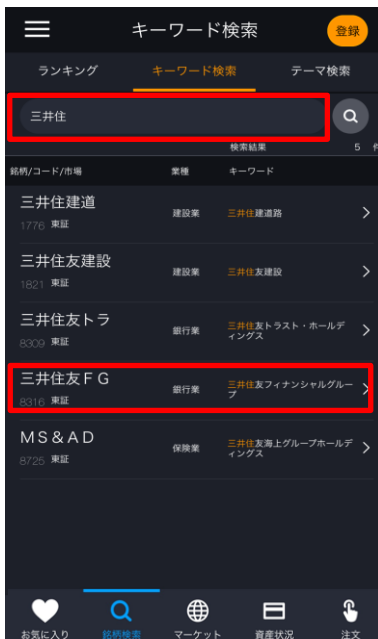 キーワード検索
登録
ランキング キーワード検索 テーマ検索
三井住
検索結果 5 件
銘柄/コード/市場 業種 キーワード
三井住建道
1776 東証
建設業
三井住建道路
三井住友建設
1821 東証
建設業
三井住友建設
三井住友トラ
8309 東証
銀行業
三井住友トラスト・ホールデ
ィングス
三井住友ＦＧ
8316 東証
銀行業
三井住友フィナンシャルグルー
プ
ＭＳ＆ＡＤ
8725 東証
保険業
三井住友海上グループホールデ
ィングス
お気に入り 銘柄検索 マーケット 資産状況 注文